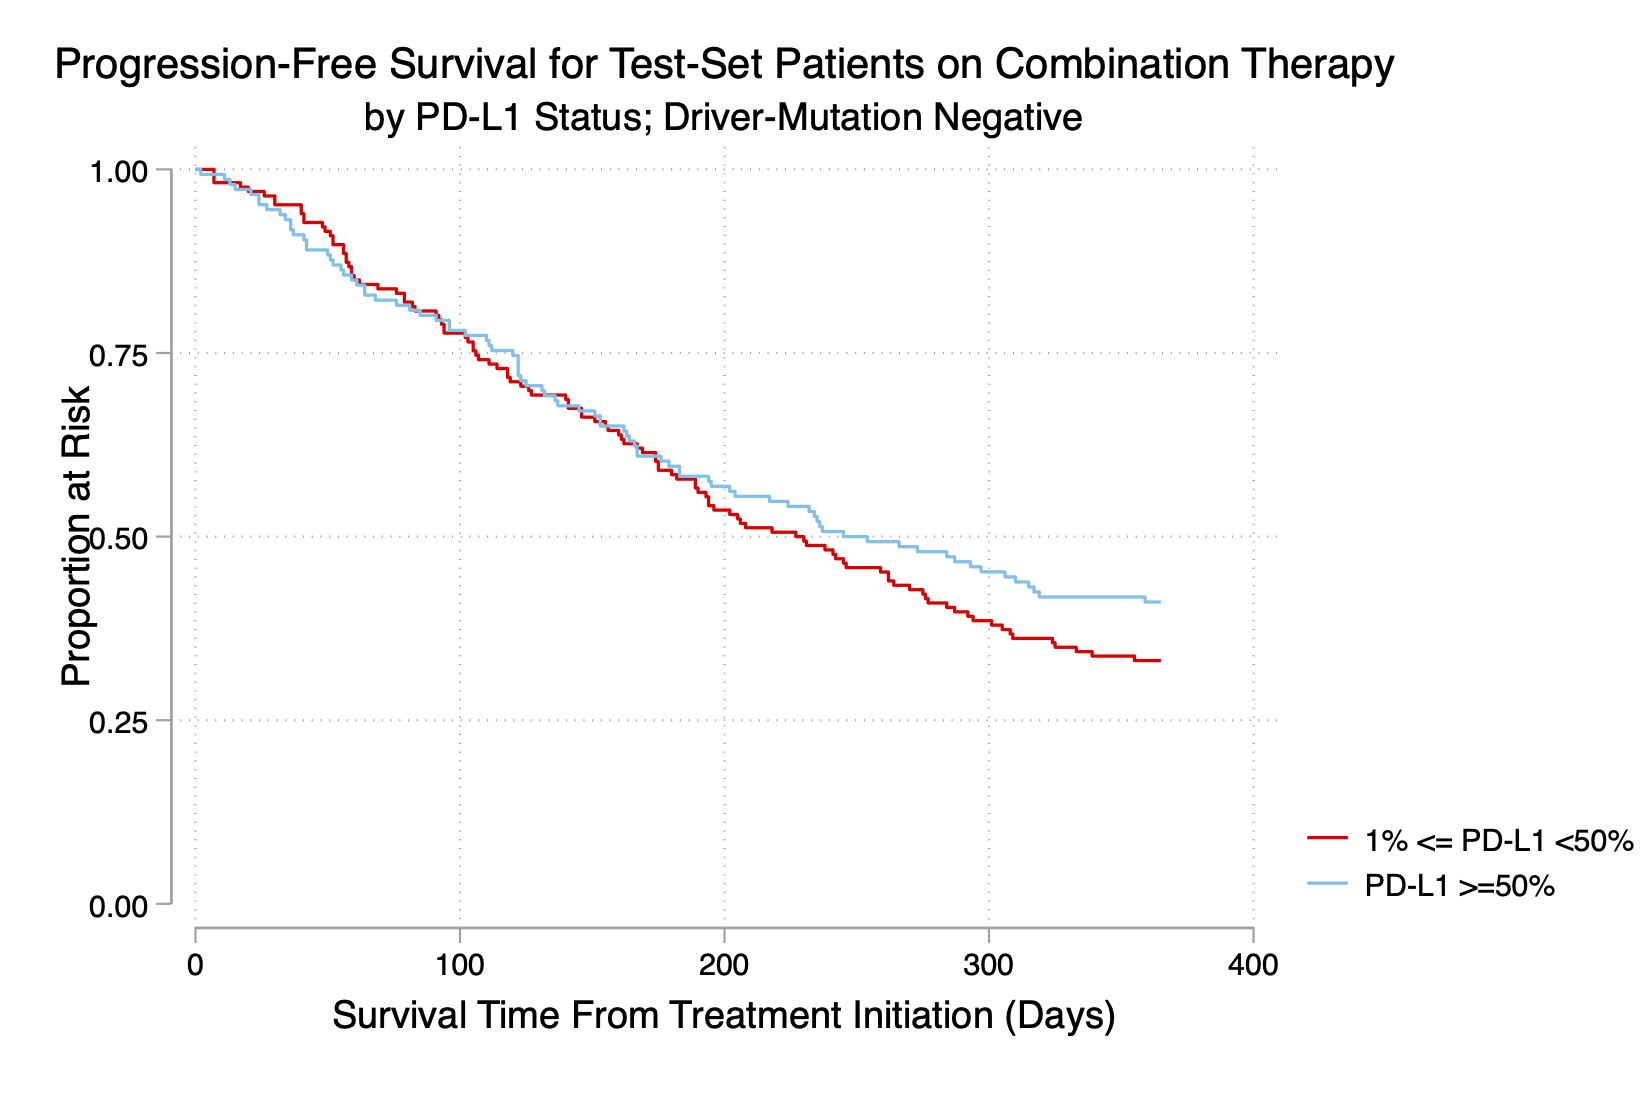 Progression-Free Survival for Test-Set Patients on Combination Therapy
by PD-L1 Status; Driver-Mutation Negative
Proportion at Risk
1.00
0.75
0.50
0.25
0.00
0 100 200 300 400
Survival Time From Treatment Initiation (Days)
1% <= PD-L1 <50%
PD-L1 >=50%